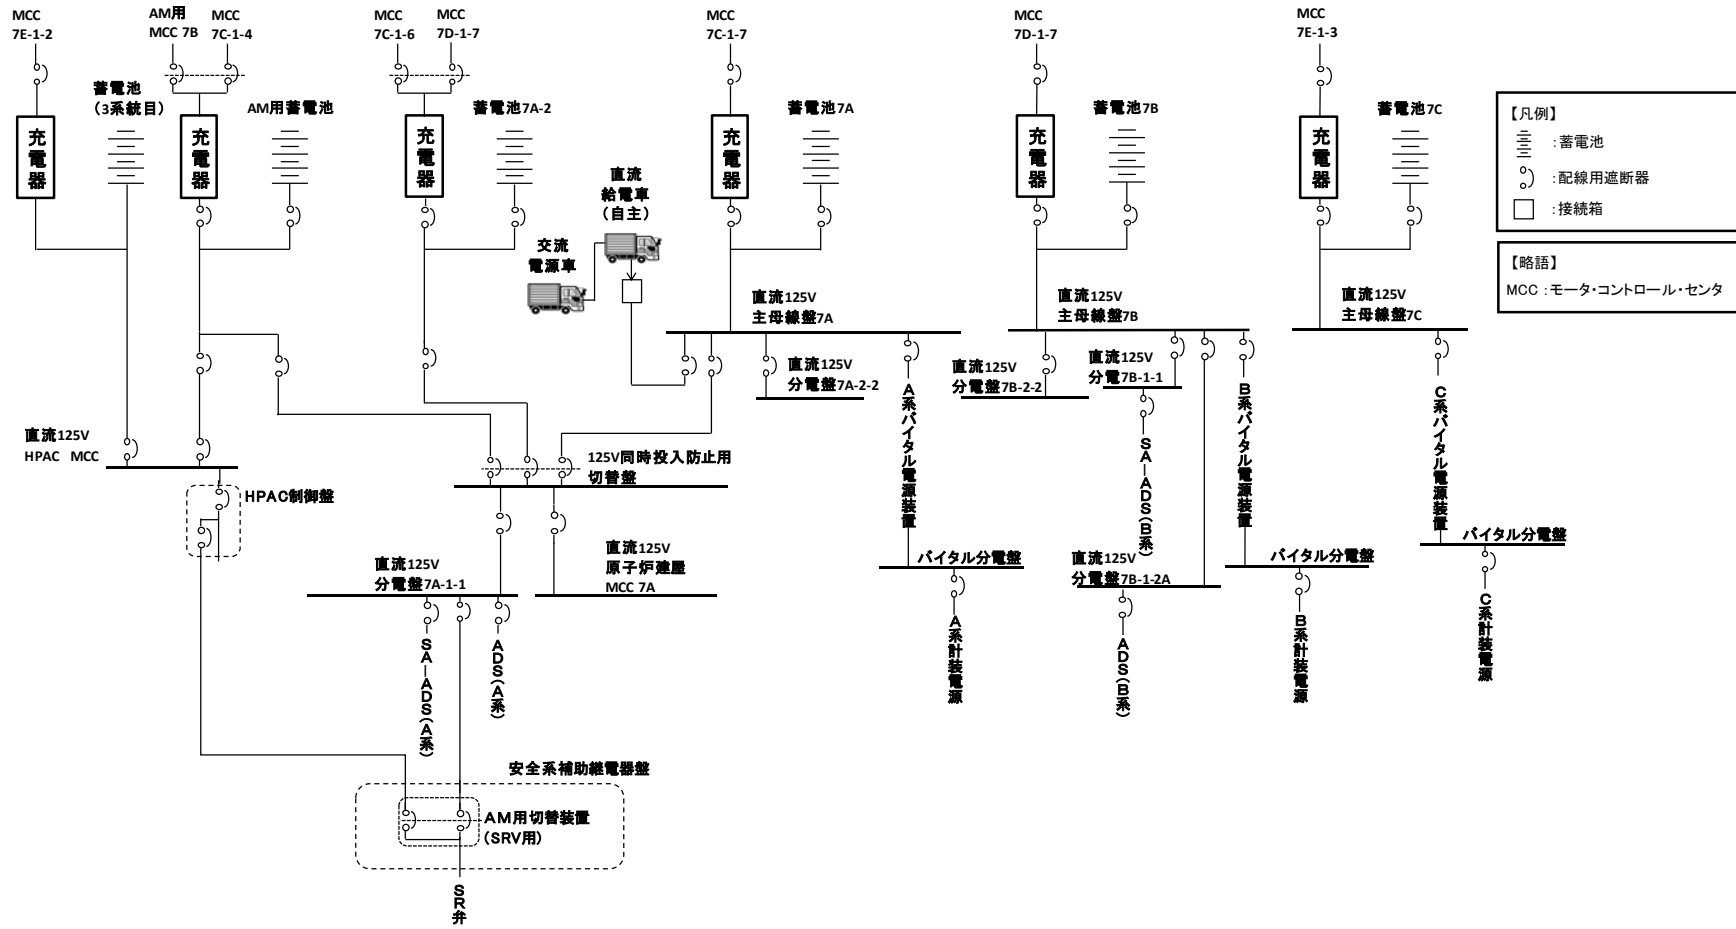 MCC
7E-1-2
AM用
MCC 7B
MCC
7C-1-4
MCC
7C-1-6
MCC
7D-1-7
MCC
7C-1-7
MCC
7D-1-7
MCC
7E-1-3
蓄電池
（3系統目）
AM用蓄電池
蓄電池7A-2
蓄電池7A
蓄電池7B
蓄電池7C
充電器
充電器
充電器
充電器
充電器
充電器
【凡例】
：蓄電池
：配線用遮断器
：接続箱
【略語】
MCC：モータ・コントロール・センタ
直流
給電車
（自主）
交流
電源車
直流125V
主母線盤7A
直流125V
主母線盤7B
直流125V
主母線盤7C
直流125V
分電盤7A-2-2
直流125V
分電盤7B-2-2
直流125V
分電7B-1-1
A系バイタル電源装置
B系バイタル電源装置
C系バイタル電源装置
SA－ADS（B系）
直流125V
HPAC MCC
125V同時投入防止用
切替盤
HPAC制御盤
直流125V
分電盤7A-1-1
直流125V
原子炉建屋
MCC 7A
バイタル分電盤
直流125V
分電盤7B-1-2A
バイタル分電盤
バイタル分電盤
SA－ADS（A系）
ADS（A系）
A系計装電源
ADS（B系）
B系計装電源
C系計装電源
安全系補助継電器盤
AM用切替装置
（SRV用）
SR弁